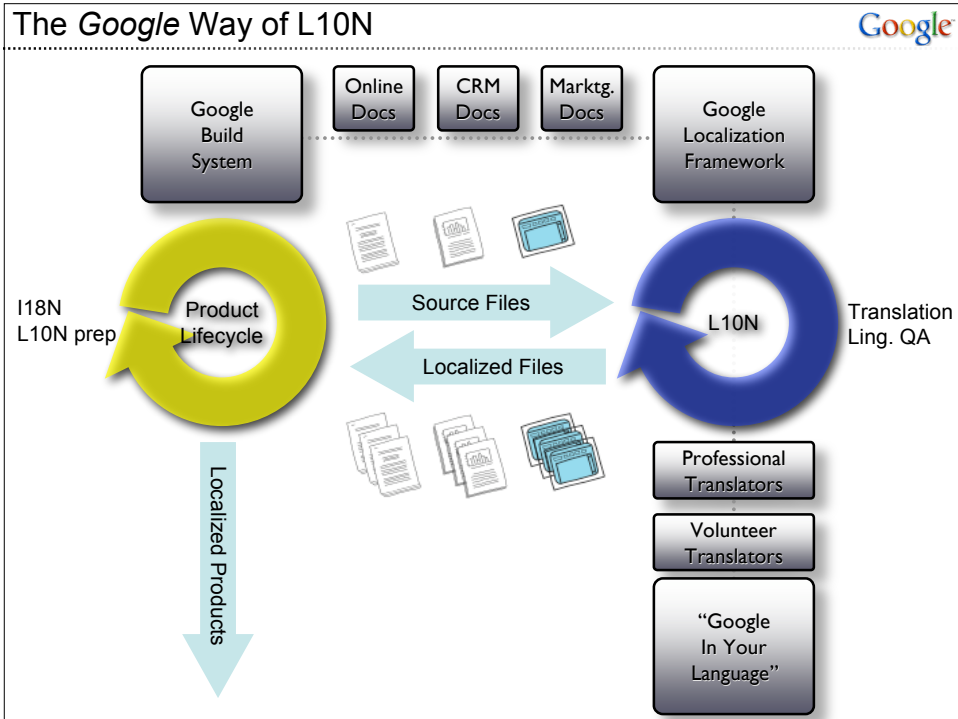 The Google Way of L10N
Google
Google
Build
System
Online
Docs
CRM
Docs
Marktg.
Docs
Google
Localization
Framework
I18N
L10N prep
Product
Lifecycle
Source Files
Localized Files
L10N
Translation
Ling. QA
Localized Products
Professional
Translators
Volunteer
Translators
“Google
In Your
Language”